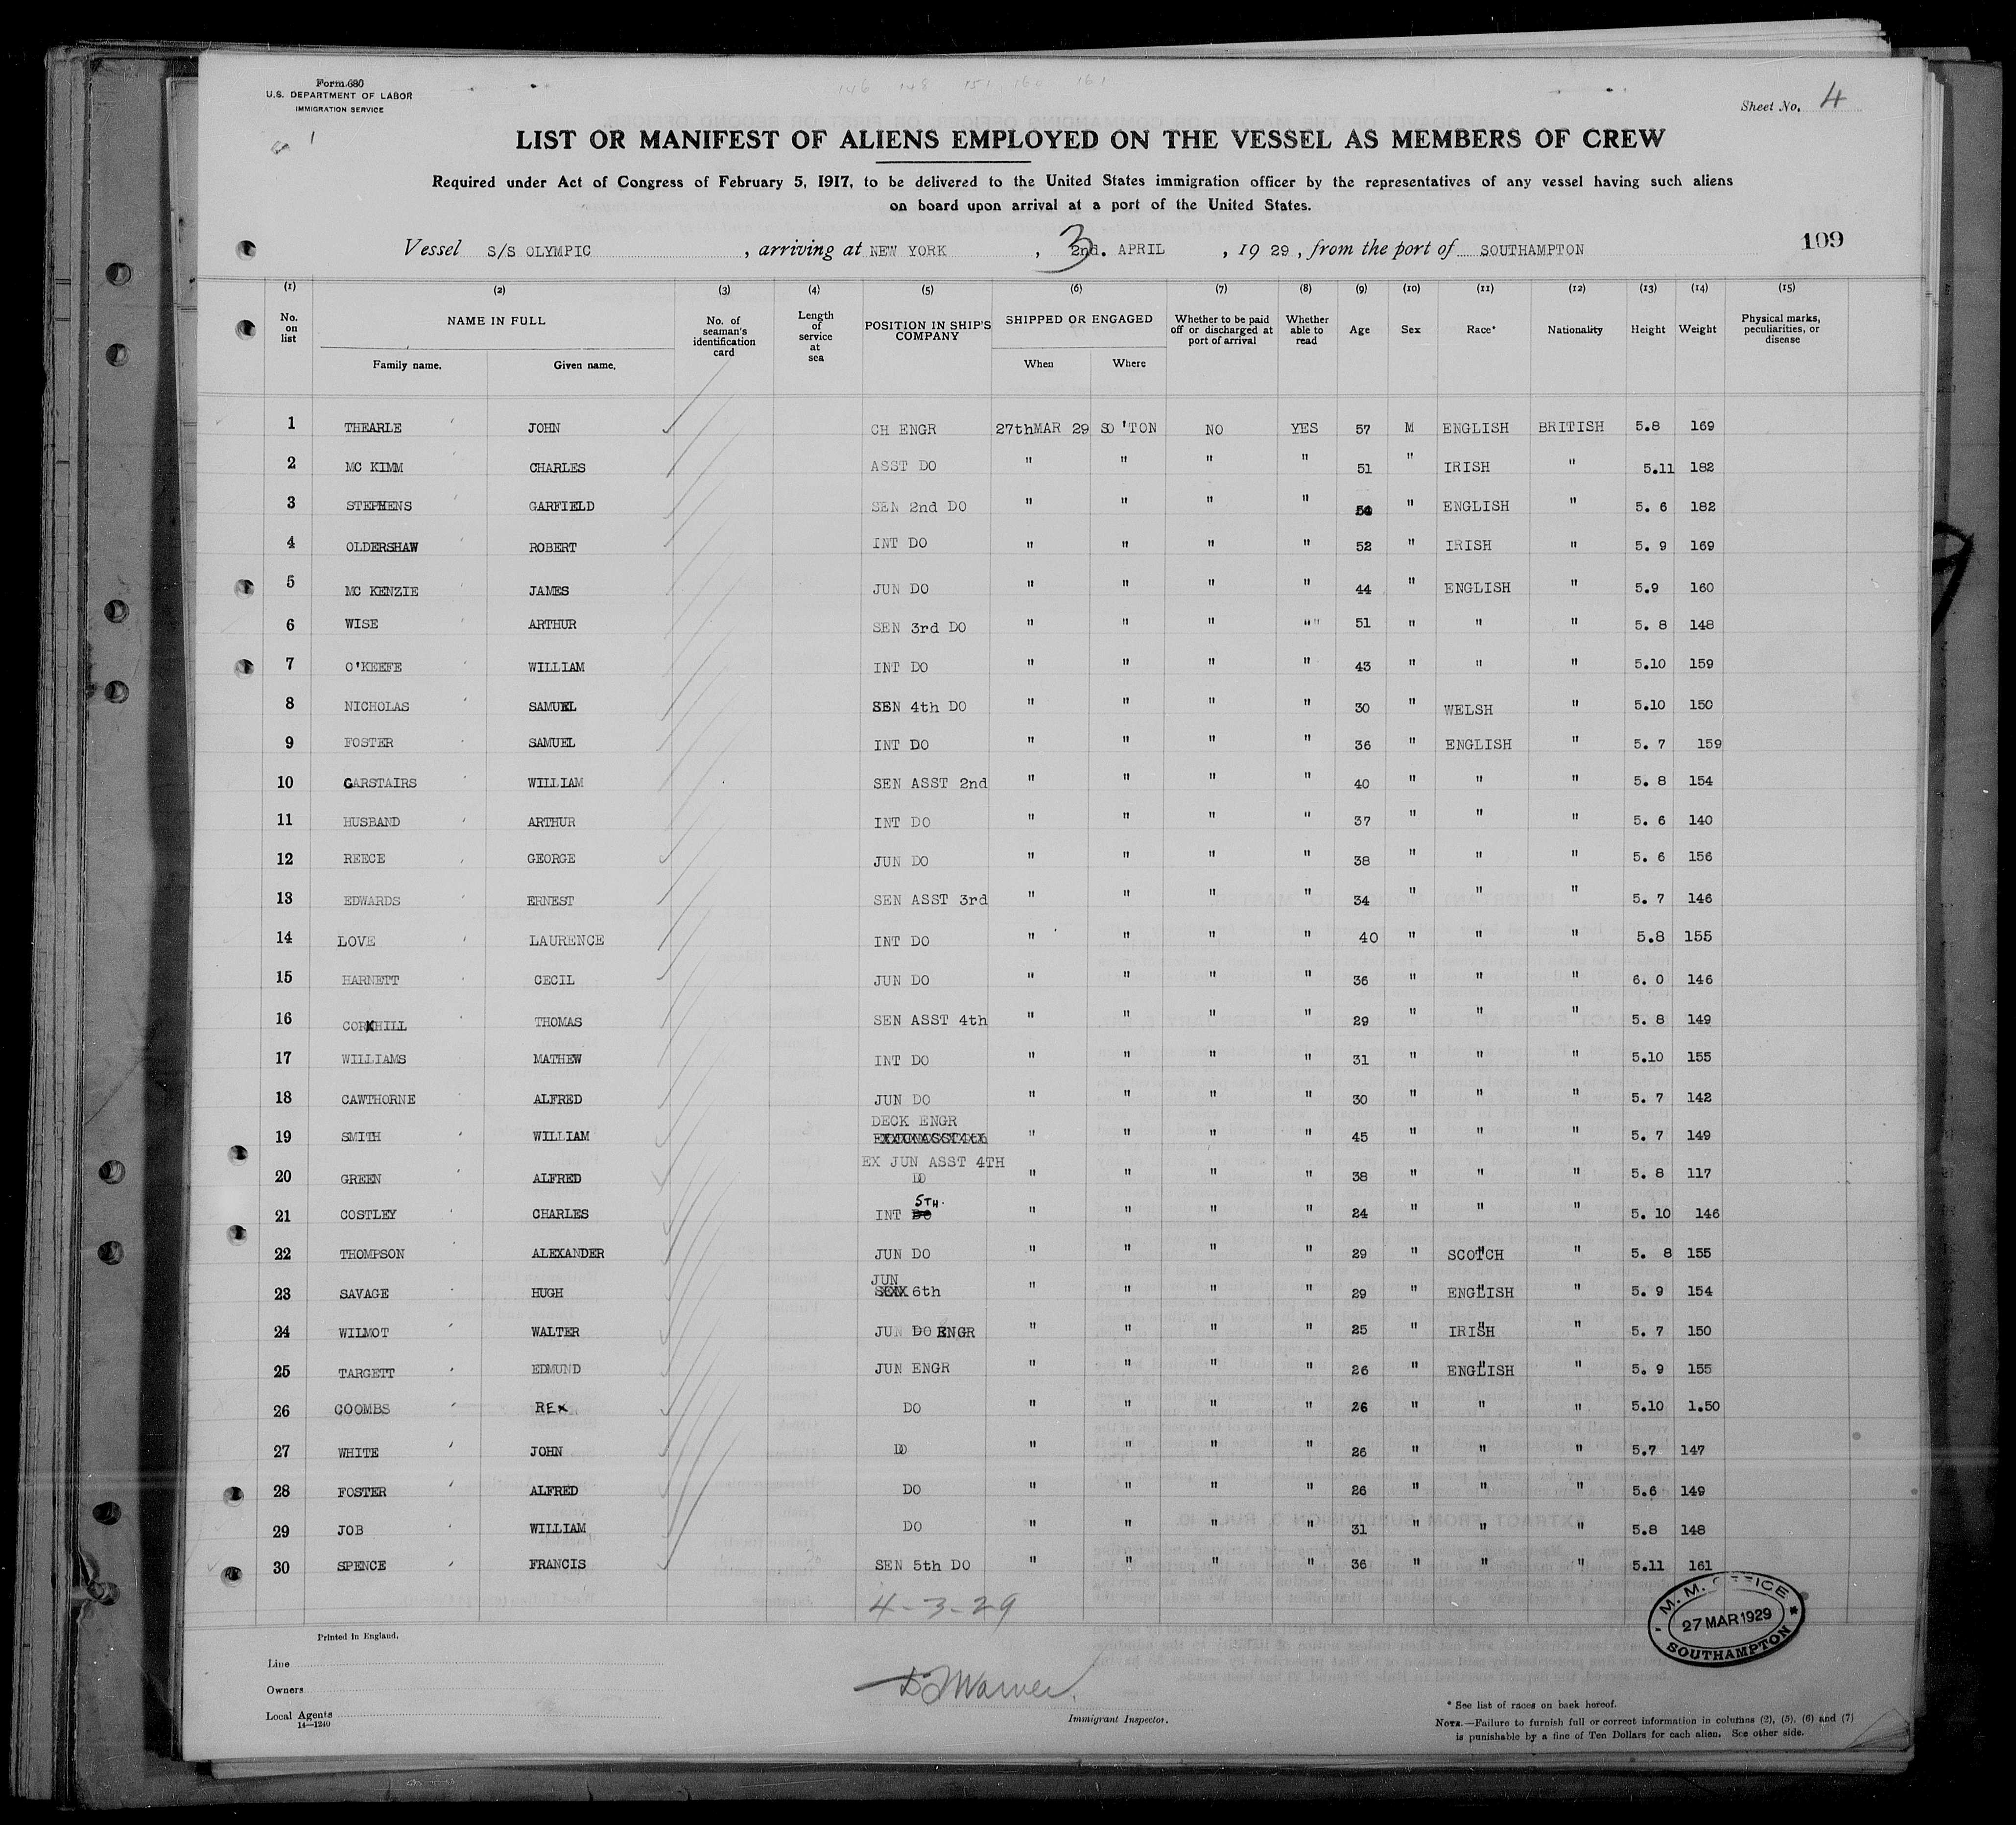 Form 680
U.S. DEPARTMENT OF LABOR
IMMIGRATION SERVICE
146 148 151 160 161
Sheet No. 4
LIST OR MANIFEST OF ALIENS EMPLOYED ON THE VESSEL AS MEMBERS OF CREW
Required under Act of Congress of February 5, 1917, to be delivered to the United States immigration officer by the representatives of any vessel having such aliens
on board upon arrival at a port of the United States.
Vessel S/S OLYMPIC, arriving at NEW YORK, 3 2nd. APRIL, 1929, from the port of SOUTHAMPTON
109
(1) (2) (3) (4) (5) (6) (7) (8) (9) (10) (11) (12) (13) (14) (15)
No. on list NAME IN FULL Family name. Given name. No. of seaman's identification card Length of service at sea POSITION IN SHIP'S COMPANY SHIPPED OR ENGAGED When Where Whether to be paid off or discharged at port of arrival Whether able to read Age Sex Race* Nationality Height Weight Physical marks, peculiarities, or disease
1 THEARLE JOHN CH ENGR 27thMAR 29 SO'TON NO YES 57 M ENGLISH BRITISH 5.8 169
2 MC KIMM CHARLES ASST DO " " " " 51 " IRISH " 5.11 182
3 STEPHENS GARFIELD SEN 2nd DO " " " " " ENGLISH " 5. 6 182
4 OLDERSHAW ROBERT INT DO " " " " 52 " IRISH " 5. 9 169
5 MC KENZIE JAMES JUN DO " " " " 44 " ENGLISH " 5.9 160
6 WISE ARTHUR SEN 3rd DO " " " "" 51 " " " 5. 8 148
7 O'KEEFE WILLIAM INT DO " " " " 43 " " " 5.10 159
8 NICHOLAS SAMUEL SEN 4th DO " " " " 30 " WELSH " 5.10 150
9 FOSTER SAMUEL INT DO " " " " 36 " ENGLISH " 5. 7 159
10 CARSTAIRS WILLIAM SEN ASST 2nd " " " " 40 " " " 5. 8 154
11 HUSBAND ARTHUR INT DO " " " " 37 " " " 5. 6 140
12 REECE GEORGE JUN DO " " " " 38 " " " 5. 6 156
13 EDWARDS ERNEST SEN ASST 3rd " " " " 34 " " " 5. 7 146
14 LOVE LAURENCE INT DO " " " " 40 " " " 5.8 155
15 HARNETT CECIL JUN DO " " " " 36 " " " 6. 0 146
16 CORKHILL THOMAS SEN ASST 4th " " " " 29 " " " 5. 8 149
17 WILLIAMS MATHEW INT DO " " " " 31 " " " 5.10 155
18 CAWTHORNE ALFRED JUN DO " " " " 30 " " " 5. 7 142
19 SMITH WILLIAM DECK ENGR " " " " 45 " " " 5. 7 149
20 GREEN ALFRED EX JUN ASST 4TH DO " " " " 38 " " " 5. 8 117
21 COSTLEY CHARLES INT DO 5TH. " " " " 24 " " " 5. 10 146
22 THOMPSON ALEXANDER JUN DO " " " " 29 " SCOTCH " 5. 8 155
23 SAVAGE HUGH JUN 6th " " " " 29 " ENGLISH " 5. 9 154
24 WILMOT WALTER JUN DO ENGR " " " " 25 " IRISH " 5. 7 150
25 TARGETT EDMUND JUN ENGR " " " " 26 " ENGLISH " 5. 9 155
26 COOMBS REX DO " " " " 26 " " " 5.10 1.50
27 WHITE JOHN DO " " " " 26 " " " 5.7 147
28 FOSTER ALFRED DO " " " " 26 " " " 5.6 149
29 JOB WILLIAM DO " " " " 31 " " " 5.8 148
30 SPENCE FRANCIS SEN 5th DO " " " " 36 " " " 5.11 161
4-3-29
M.M. OFFICE
27 MAR 1929
SOUTHAMPTON
Printed in England.
Line
Owners
Local Agents
14—1240
Immigrant Inspector.
* See list of races on back hereof.
NOTE.—Failure to furnish full or correct information in columns (2), (5), (6) and (7)
is punishable by a fine of Ten Dollars for each alien. See other side.